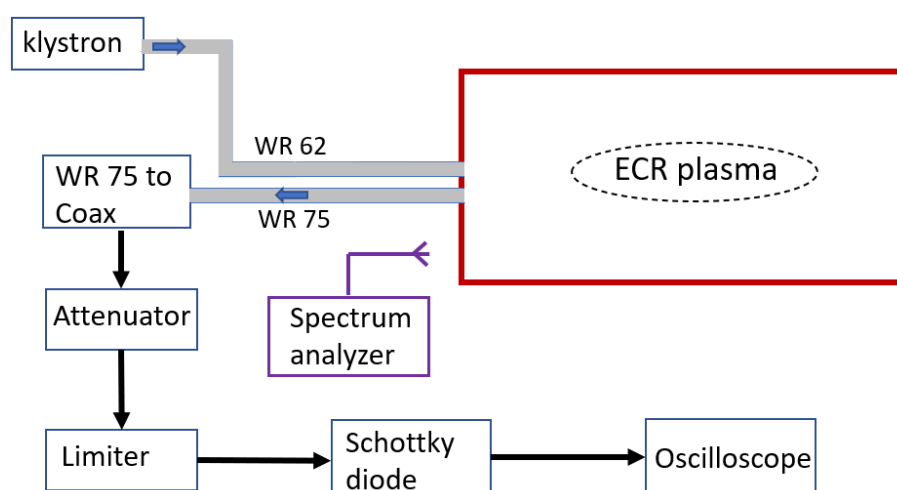 klystron
WR 62
ECR plasma
WR 75 to
Coax
WR 75
Attenuator
Spectrum
analyzer
Limiter
Schottky
diode
Oscilloscope